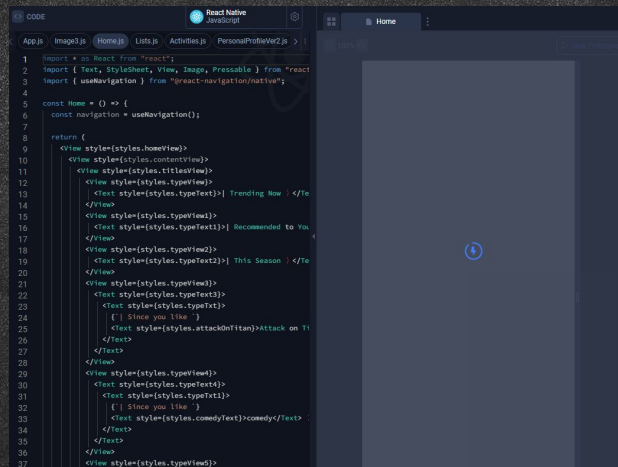 CODE
React Native
JavaScript
Home
App.js Image3.js Home.js Lists.js Activities.js PersonalProfileVer2.js
1 import * as React from "react";
2 import { Text, StyleSheet, View, Image, Pressable } from "react
3 import { useNavigation } from "@react-navigation/native";
4
5 const Home = () => {
6 const navigation = useNavigation();
7
8 return (
9 <View style={styles.homeView}>
10 <View style={styles.contentView}>
11 <View style={styles.titlesView}>
12 <View style={styles.typeView}>
13 <Text style={styles.typeText}>| Trending Now 〉</Te
14 </View>
15 <View style={styles.typeView1}>
16 <Text style={styles.typeText1}>| Recommended to You
17 </View>
18 <View style={styles.typeView2}>
19 <Text style={styles.typeText2}>| This Season 〉</Te
20 </View>
21 <View style={styles.typeView3}>
22 <Text style={styles.typeText3}>
23 <Text style={styles.typeTxt}>
24 {`| Since you like `}
25 <Text style={styles.attackOnTitan}>Attack on Ti
26 </Text>
27 </Text>
28 </View>
29 <View style={styles.typeView4}>
30 <Text style={styles.typeText4}>
31 <Text style={styles.typeTxt1}>
32 {`| Since you like `}
33 <Text style={styles.comedyText}>comedy</Text>
34 </Text>
35 </Text>
36 </View>
37 <View style={styles.typeView5}>